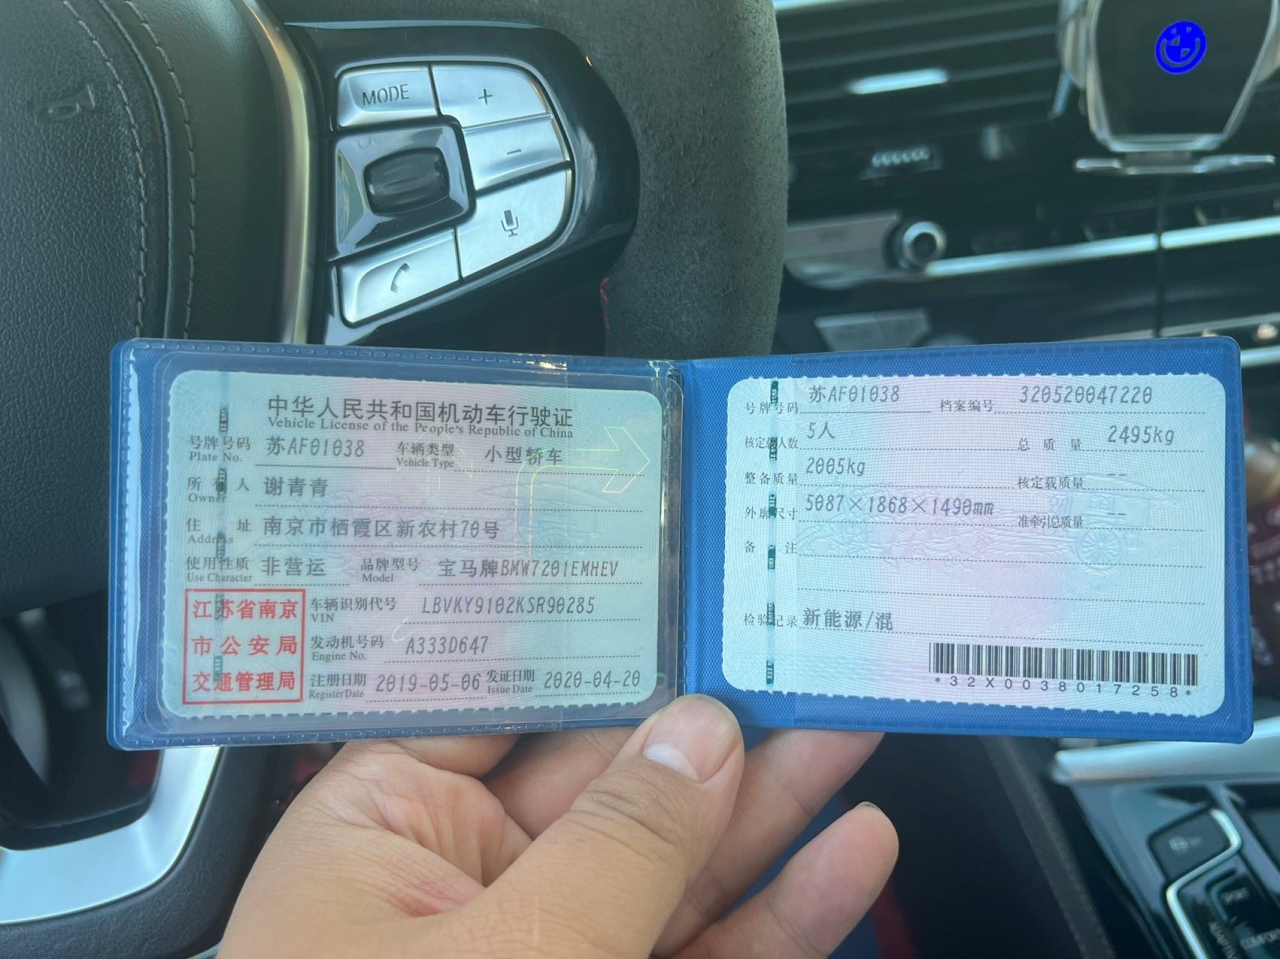 MODE
+
-
中华人民共和国机动车行驶证
Vehicle License of the People's Republic of China
号牌号码 苏AF01038 车辆类型 小型轿车
Plate No. Vehicle Type
所有人 谢青青
Owner
住址 南京市栖霞区新农村70号
Address
使用性质 非营运 品牌型号 宝马牌BMW7201EMHEV
Use Character Model
江苏省南京
市公安局
交通管理局
车辆识别代号 LBVKY9102KSR90285
VIN
发动机号码 A333D647
Engine No.
注册日期 2019-05-06 发证日期 2020-04-20
Register Date Issue Date
号牌号码 苏AF01038 档案编号 320520047220
核定载人数 5人 总质量 2495kg
整备质量 2005kg 核定载质量 --
外廓尺寸 5087×1868×1490mm 准牵引总质量 --
备注
检验记录 新能源/混
*32X0038017258*